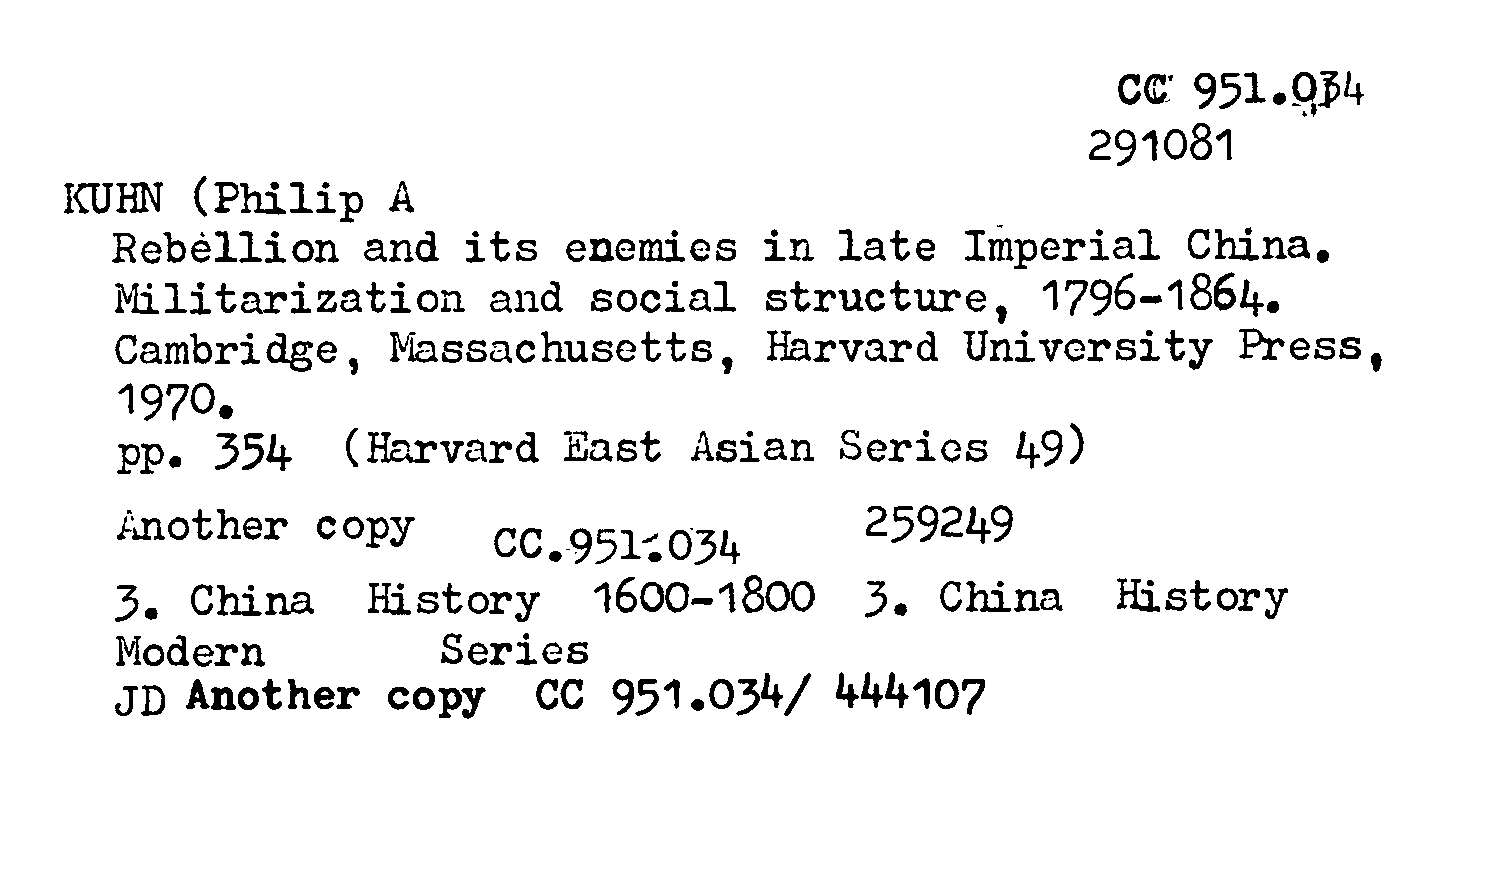 CC 951.034
291081
KUHN (Philip A
Rebellion and its enemies in late Imperial China.
Militarization and social structure, 1796-1864.
Cambridge, Massachusetts, Harvard University Press,
1970.
pp. 354 (Harvard East Asian Series 49)
Another copy CC.951.034 259249
3. China History 1600-1800 3. China History
Modern Series
JD Another copy CC 951.034/ 444107